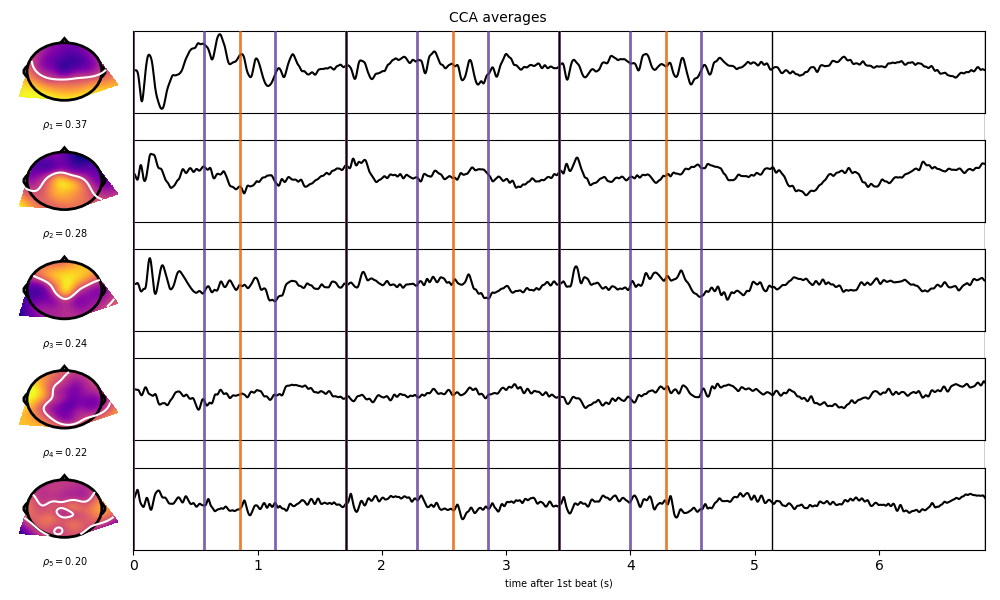 CCA averages
ρ₁ = 0.37
ρ₂ = 0.28
ρ₃ = 0.24
ρ₄ = 0.22
ρ₅ = 0.20
0 1 2 3 4 5 6
time after 1st beat (s)